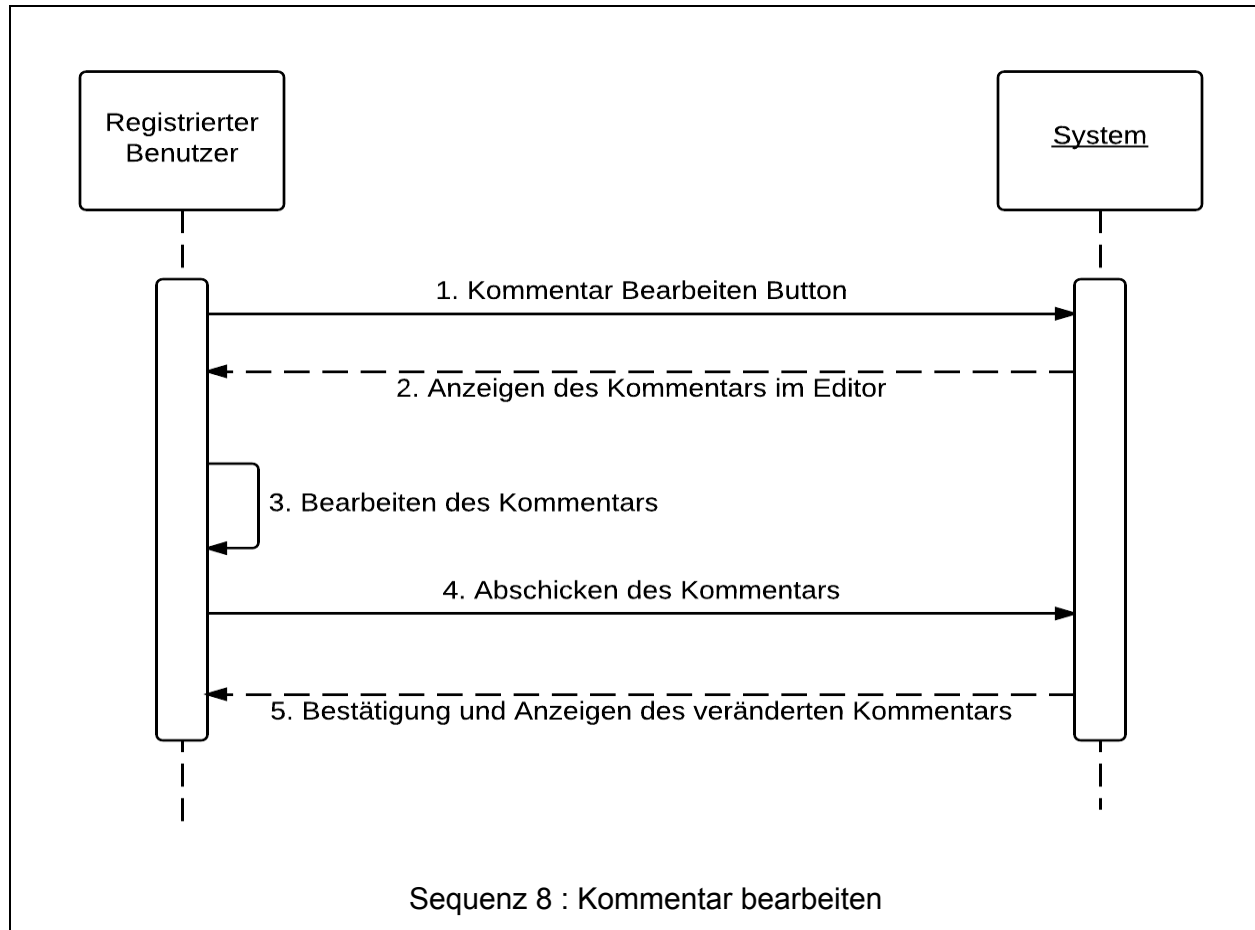 Registrierter
Benutzer
System
1. Kommentar Bearbeiten Button
2. Anzeigen des Kommentars im Editor
3. Bearbeiten des Kommentars
4. Abschicken des Kommentars
5. Bestätigung und Anzeigen des veränderten Kommentars
Sequenz 8 : Kommentar bearbeiten